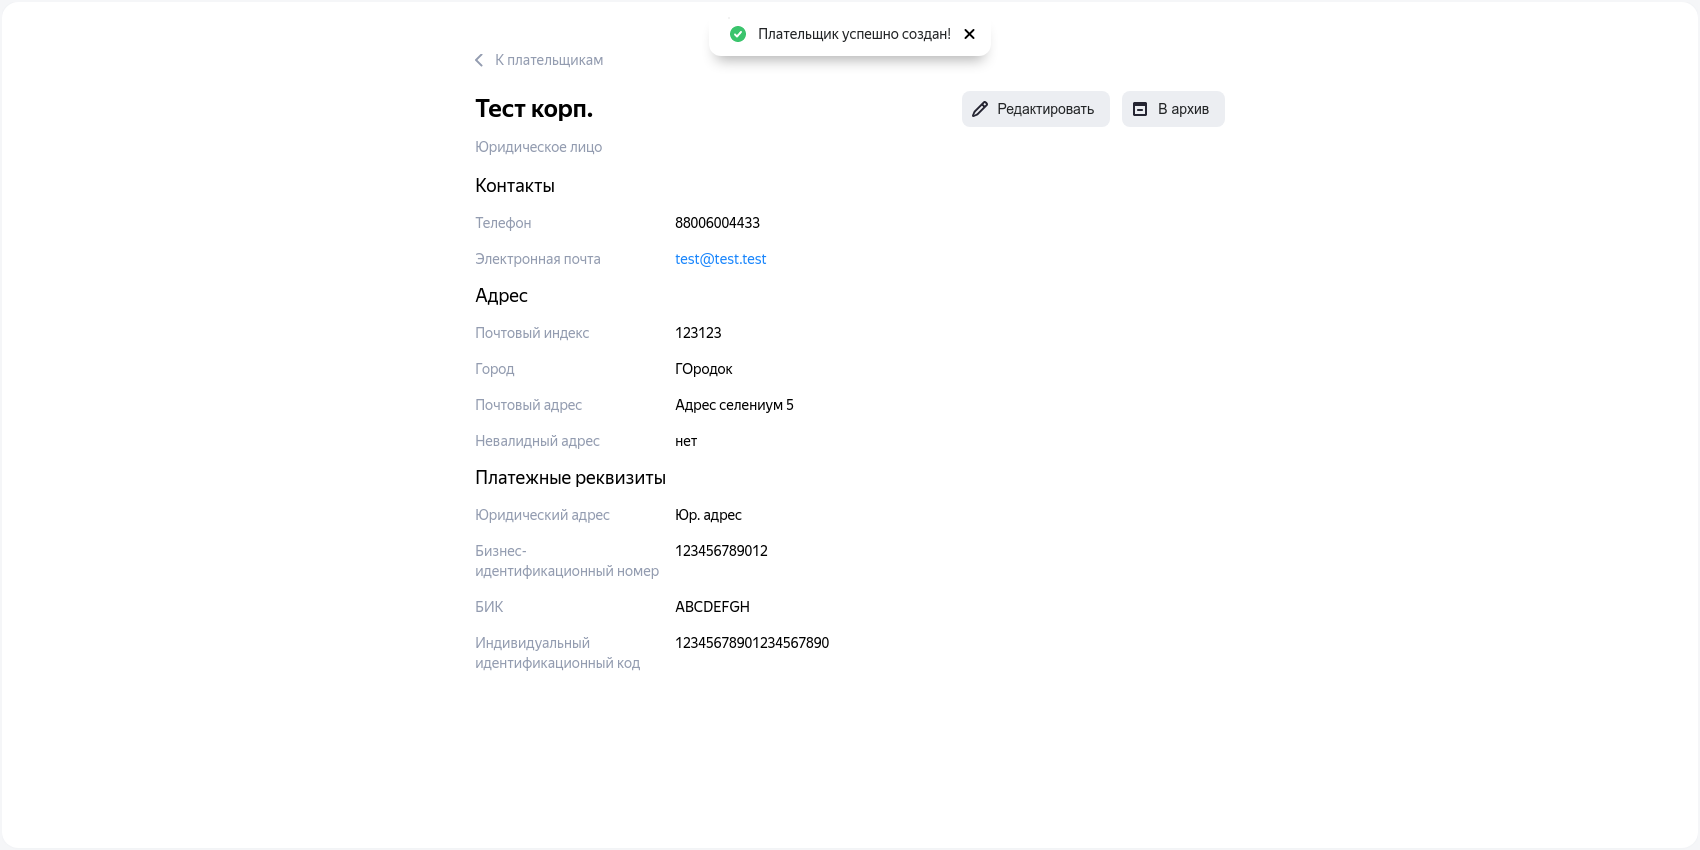 Плательщик успешно создан!
К плательщикам
Тест корп.
Редактировать
В архив
Юридическое лицо
Контакты
Телефон 88006004433
Электронная почта test@test.test
Адрес
Почтовый индекс 123123
Город ГОродок
Почтовый адрес Адрес селениум 5
Невалидный адрес нет
Платежные реквизиты
Юридический адрес Юр. адрес
Бизнес- 123456789012
идентификационный номер
БИК ABCDEFGH
Индивидуальный 12345678901234567890
идентификационный код